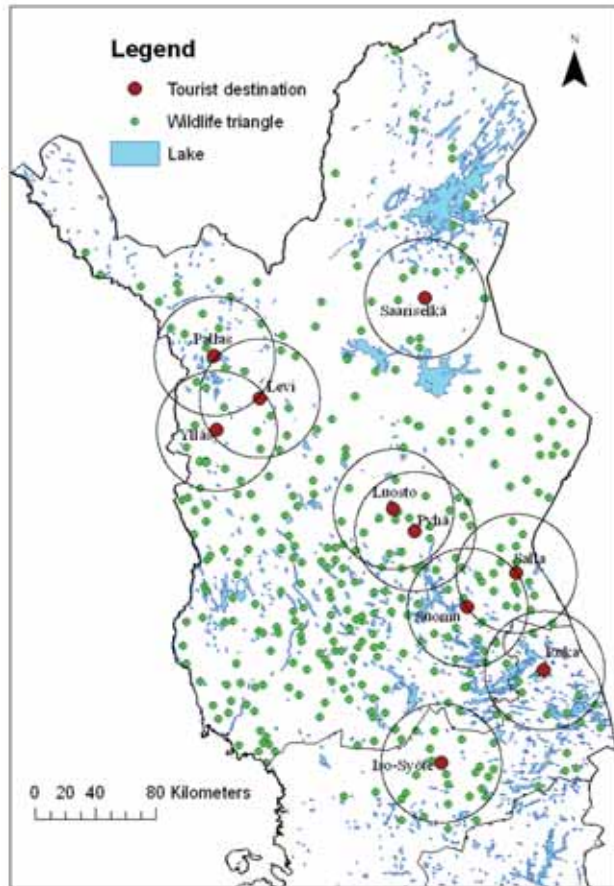 Legend
N
Tourist destination
Wildlife triangle
Lake
Saariselkä
Pallas
Levi
Ylläs
Luosto
Pyhä
Salla
Suomu
Ruka
Iso-Syöte
0 20 40 80 Kilometers